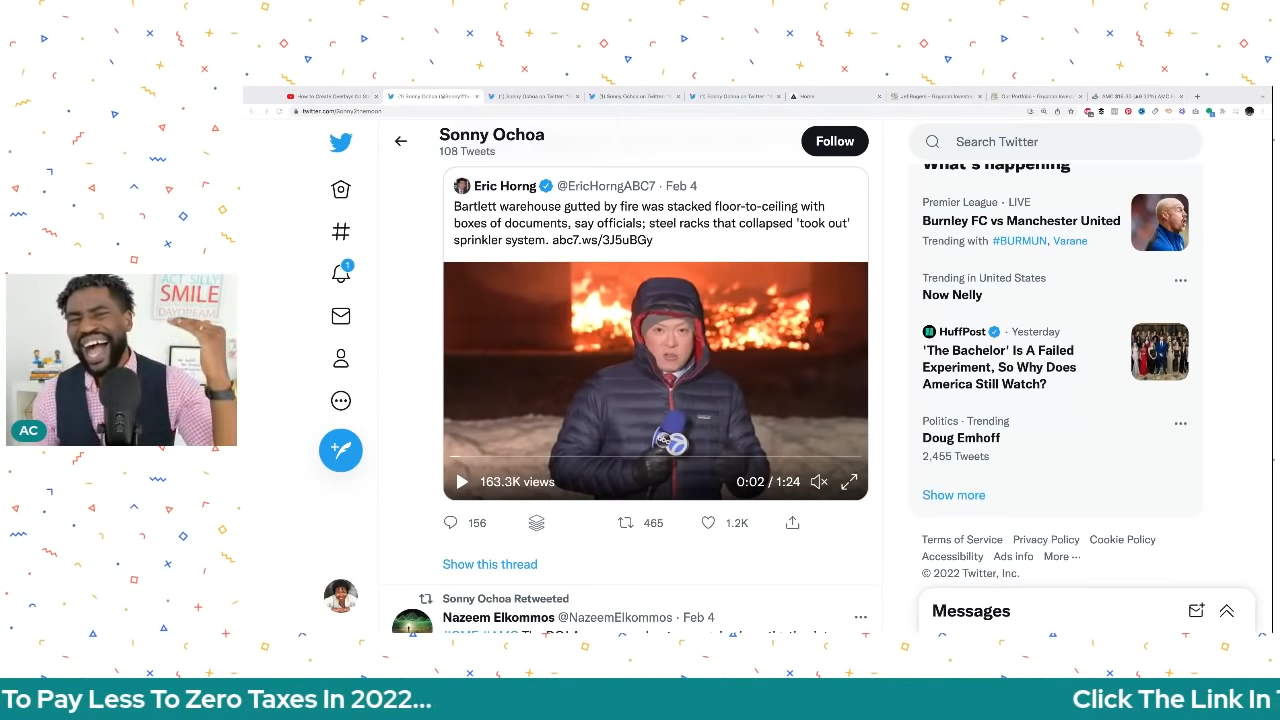 twitter.com/Sonny2themoon
Sonny Ochoa
108 Tweets
Follow
Search Twitter
What's happening
Eric Horng @EricHorngABC7 · Feb 4
Bartlett warehouse gutted by fire was stacked floor-to-ceiling with
boxes of documents, say officials; steel racks that collapsed 'took out'
sprinkler system. abc7.ws/3J5uBGy
abc 7
163.3K views
0:02 / 1:24
156
465
1.2K
Show this thread
Sonny Ochoa Retweeted
Nazeem Elkommos @NazeemElkommos · Feb 4
Premier League · LIVE
Burnley FC vs Manchester United
Trending with #BURMUN, Varane
Trending in United States
Now Nelly
HuffPost · Yesterday
'The Bachelor' Is A Failed
Experiment, So Why Does
America Still Watch?
Politics · Trending
Doug Emhoff
2,455 Tweets
Show more
Terms of Service Privacy Policy Cookie Policy
Accessibility Ads info More ···
© 2022 Twitter, Inc.
Messages
1
ACT SILLY
SMILE
DAYDREAM
AC
To Pay Less To Zero Taxes In 2022...
Click The Link In